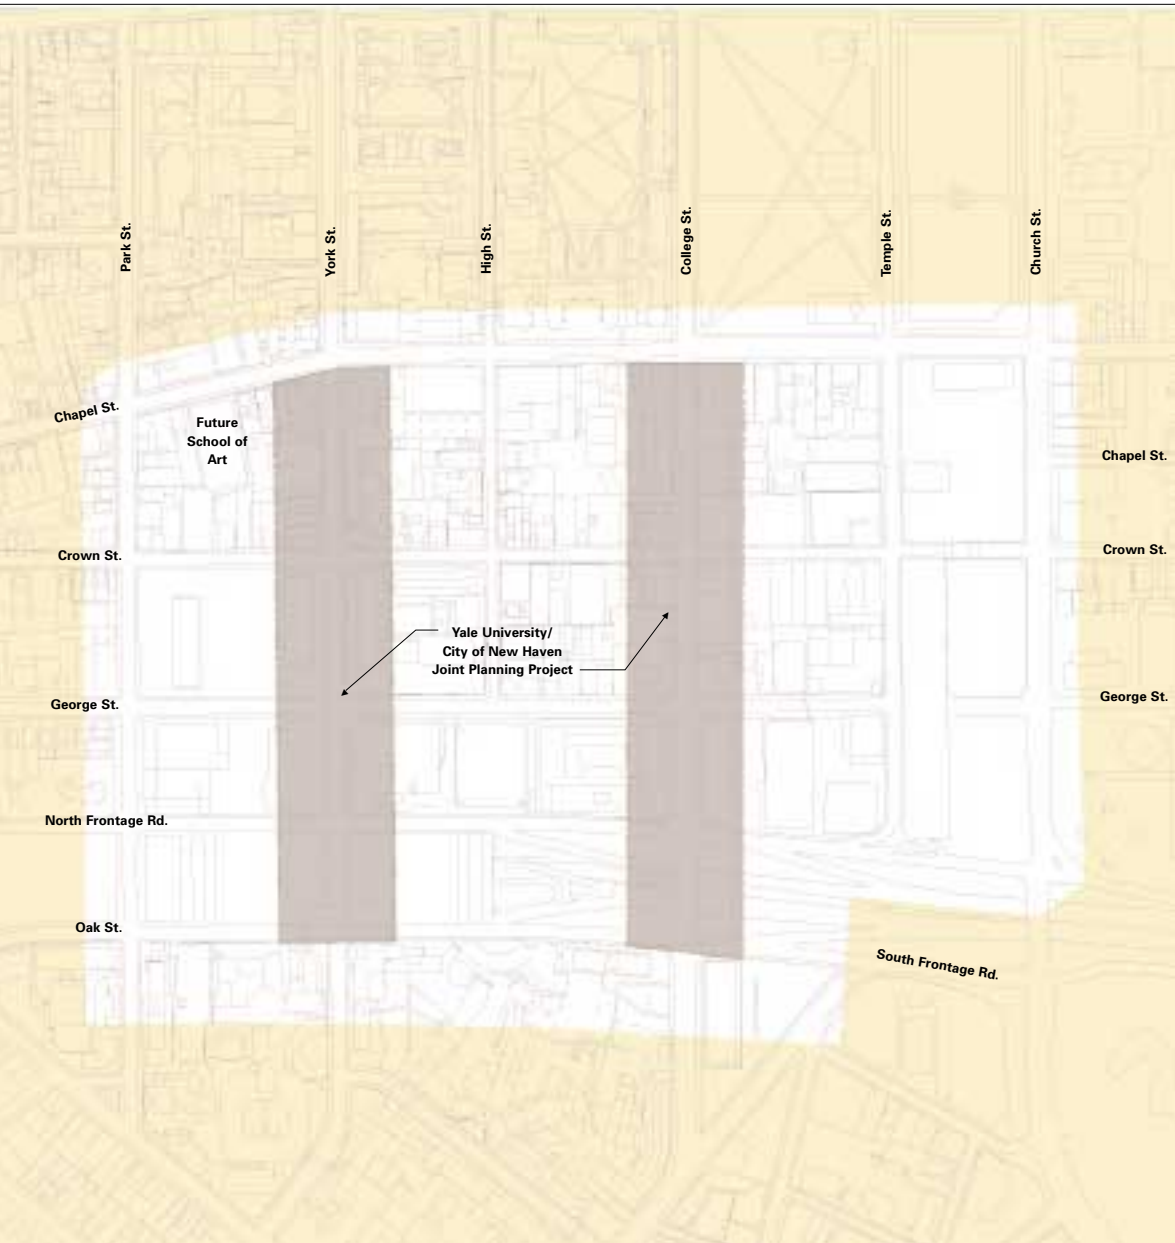 Park St.
York St.
High St.
College St.
Temple St.
Church St.
Chapel St.
Future
School of
Art
Chapel St.
Crown St.
Crown St.
Yale University/
City of New Haven
Joint Planning Project
George St.
George St.
North Frontage Rd.
Oak St.
South Frontage Rd.